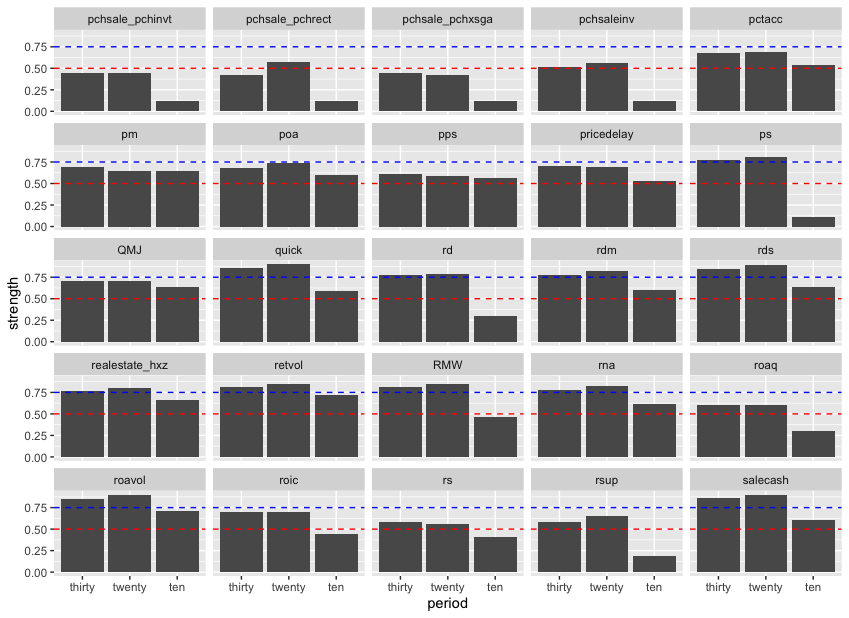 pchsale_pchinvt pchsale_pchrect pchsale_pchxsga pchsaleinv pctacc
0.75
0.50
0.25
0.00
pm poa pps pricedelay ps
0.75
0.50
0.25
0.00
QMJ quick rd rdm rds
0.75
0.50
0.25
0.00
realestate_hxz retvol RMW rna roaq
0.75
0.50
0.25
0.00
roavol roic rs rsup salecash
0.75
0.50
0.25
0.00
thirty twenty ten thirty twenty ten thirty twenty ten thirty twenty ten thirty twenty ten
period
strength